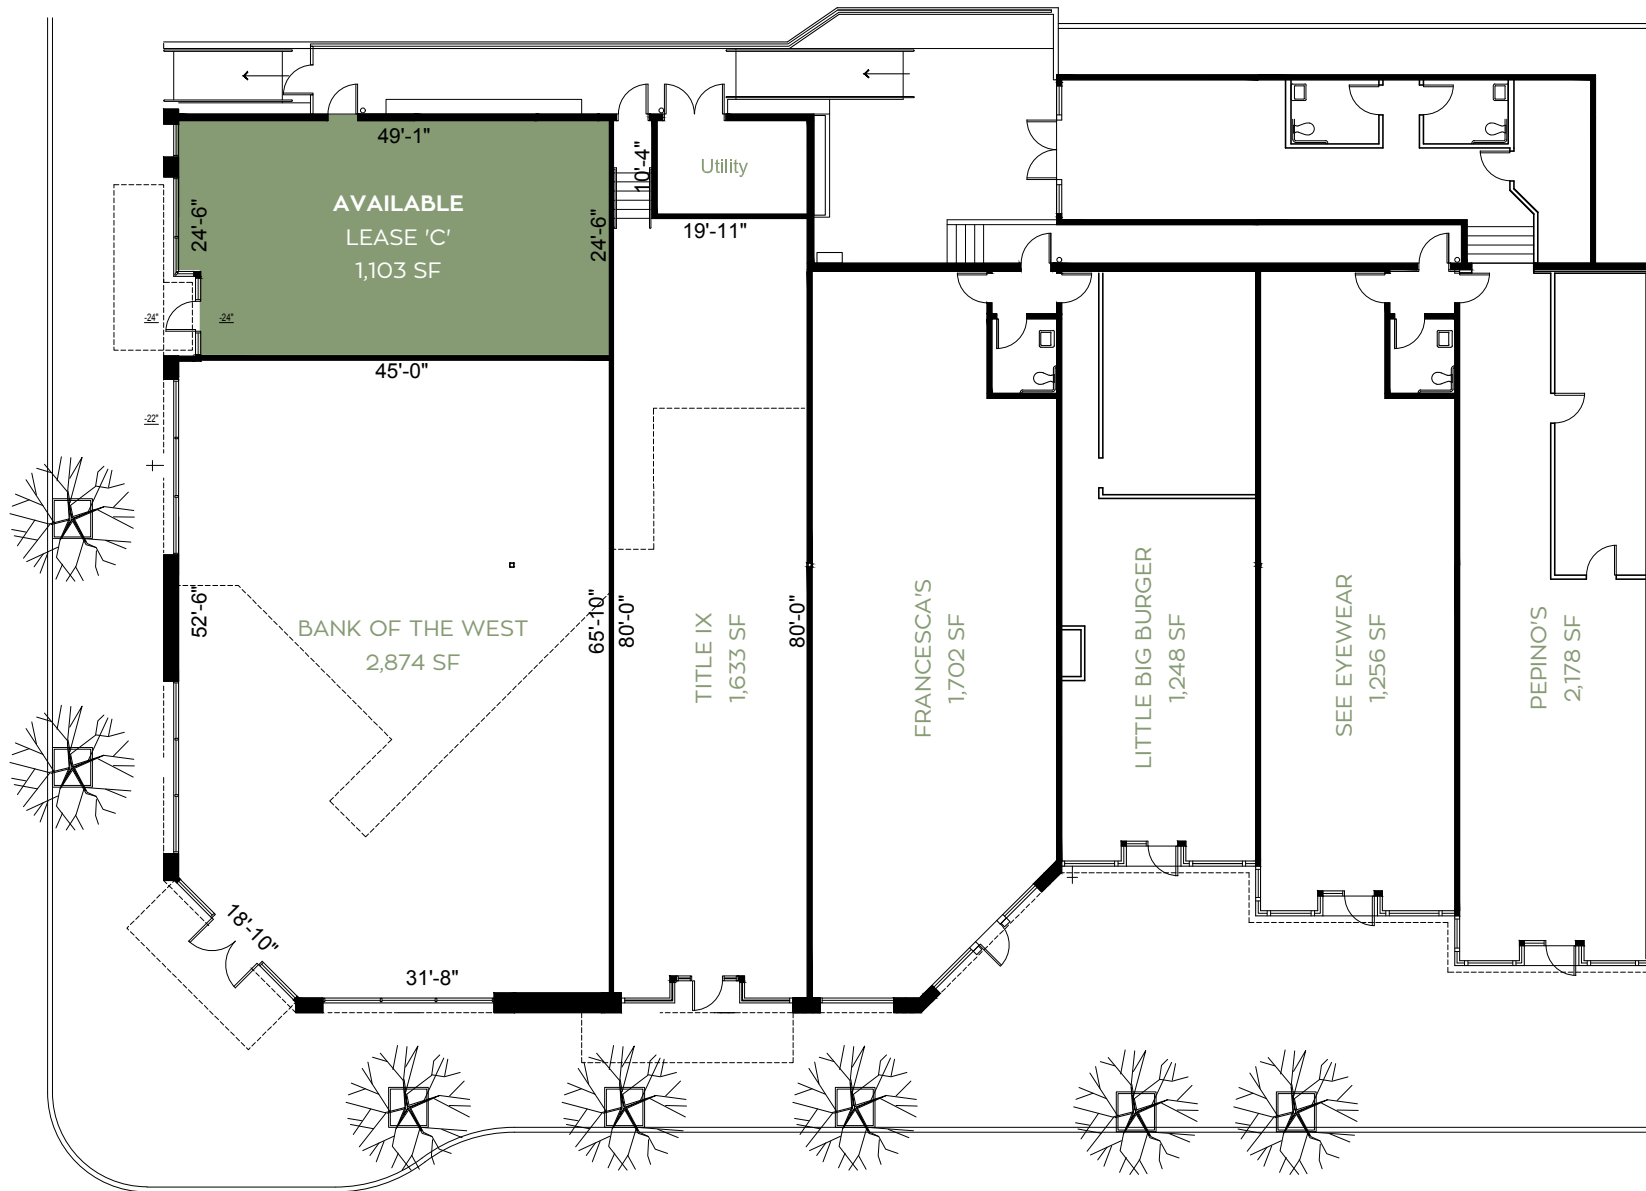 49'-1"
10'-4"
Utility
AVAILABLE
LEASE 'C'
1,103 SF
24'-6"
24'-6"
19'-11"
-24"
-24"
45'-0"
-22"
52'-6"
BANK OF THE WEST
2,874 SF
65'-10"
80'-0"
TITLE IX
1,633 SF
80'-0"
FRANCESCA'S
1,702 SF
LITTLE BIG BURGER
1,248 SF
SEE EYEWEAR
1,256 SF
PEPINO'S
2,178 SF
18'-10"
31'-8"